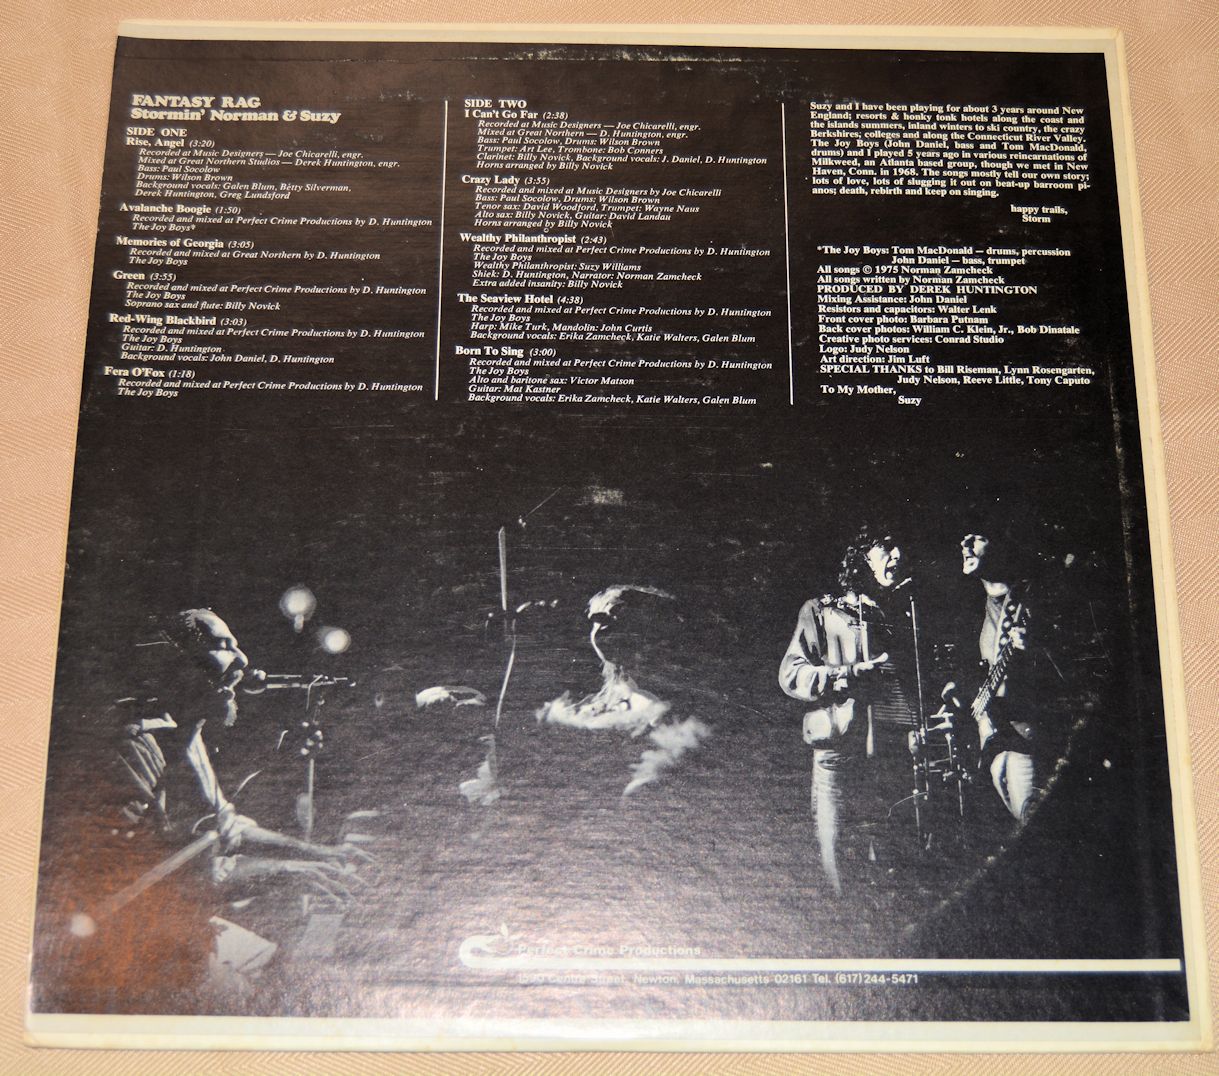 FANTASY RAG
Stormin' Norman & Suzy
SIDE ONE
Rise, Angel (3:20)
Recorded at Music Designers — Joe Chicarelli, engr.
Mixed at Great Northern Studios — Derek Huntington, engr.
Bass: Paul Socolow
Drums: Wilson Brown
Background vocals: Galen Blum, Betty Silverman,
Derek Huntington, Greg Lundsford
Avalanche Boogie (1:50)
Recorded and mixed at Perfect Crime Productions by D. Huntington
The Joy Boys*
Memories of Georgia (3:05)
Recorded and mixed at Great Northern by D. Huntington
The Joy Boys
Green (3:55)
Recorded and mixed at Perfect Crime Productions by D. Huntington
The Joy Boys
Soprano sax and flute: Billy Novick
Red-Wing Blackbird (3:03)
Recorded and mixed at Perfect Crime Productions by D. Huntington
The Joy Boys
Guitar: D. Huntington
Background vocals: John Daniel, D. Huntington
Fera O'Fox (1:18)
Recorded and mixed at Perfect Crime Productions by D. Huntington
The Joy Boys
SIDE TWO
I Can't Go Far (2:38)
Recorded at Music Designers — Joe Chicarelli, engr.
Mixed at Great Northern — D. Huntington, engr.
Bass: Paul Socolow, Drums: Wilson Brown
Trumpet: Art Lee, Trombone: Bob Conners
Clarinet: Billy Novick, Background vocals: J. Daniel, D. Huntington
Horns arranged by Billy Novick
Crazy Lady (3:55)
Recorded and mixed at Music Designers by Joe Chicarelli
Bass: Paul Socolow, Drums: Wilson Brown
Tenor sax: David Woodford, Trumpet: Wayne Naus
Alto sax: Billy Novick, Guitar: David Landau
Horns arranged by Billy Novick
Wealthy Philanthropist (2:43)
Recorded and mixed at Perfect Crime Productions by D. Huntington
The Joy Boys
Wealthy Philanthropist: Suzy Williams
Shiek: D. Huntington, Narrator: Norman Zamcheck
Extra added insanity: Billy Novick
The Seaview Hotel (4:38)
Recorded and mixed at Perfect Crime Productions by D. Huntington
The Joy Boys
Harp: Mike Turk, Mandolin: John Curtis
Background vocals: Erika Zamcheck, Katie Walters, Galen Blum
Born To Sing (3:00)
Recorded and mixed at Perfect Crime Productions by D. Huntington
The Joy Boys
Alto and baritone sax: Victor Matson
Guitar: Mat Kastner
Background vocals: Erika Zamcheck, Katie Walters, Galen Blum
Suzy and I have been playing for about 3 years around New
England; resorts & honky tonk hotels along the coast and
the islands summers, inland winters to ski country, the crazy
Berkshires, colleges and along the Connecticut River Valley.
The Joy Boys (John Daniel, bass and Tom MacDonald,
drums) and I played 5 years ago in various reincarnations of
Milkweed, an Atlanta based group, though we met in New
Haven, Conn. in 1968. The songs mostly tell our own story;
lots of love, lots of slugging it out on beat-up barroom pi-
anos; death, rebirth and keep on singing.
happy trails,
Storm
*The Joy Boys: Tom MacDonald — drums, percussion
John Daniel — bass, trumpet
All songs © 1975 Norman Zamcheck
All songs written by Norman Zamcheck
PRODUCED BY DEREK HUNTINGTON
Mixing Assistance: John Daniel
Resistors and capacitors: Walter Lenk
Front cover photo: Barbara Putnam
Back cover photos: William C. Klein, Jr., Bob Dinatale
Creative photo services: Conrad Studio
Logo: Judy Nelson
Art direction: Jim Luft
SPECIAL THANKS to Bill Riseman, Lynn Rosengarten,
Judy Nelson, Reeve Little, Tony Caputo
To My Mother,
Suzy
Perfect Crime Productions
Centre Street, Newton, Massachusetts 02161 Tel. (617) 244-5471